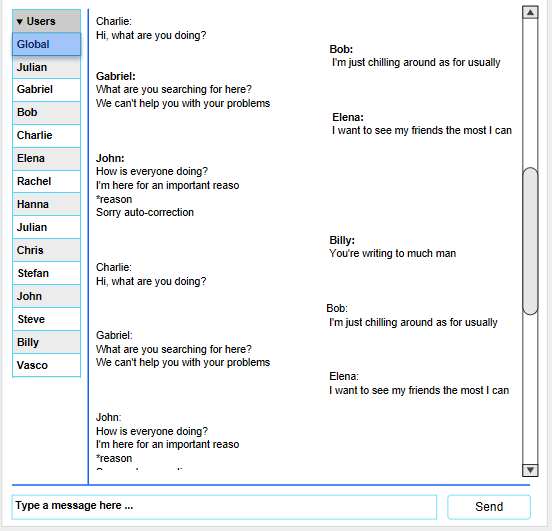 ▼ Users
Global
Julian
Gabriel
Bob
Charlie
Elena
Rachel
Hanna
Julian
Chris
Stefan
John
Steve
Billy
Vasco
Charlie:
Hi, what are you doing?
Bob:
I'm just chilling around as for usually
Gabriel:
What are you searching for here?
We can't help you with your problems
Elena:
I want to see my friends the most I can
John:
How is everyone doing?
I'm here for an important reaso
*reason
Sorry auto-correction
Billy:
You're writing to much man
Charlie:
Hi, what are you doing?
Bob:
I'm just chilling around as for usually
Gabriel:
What are you searching for here?
We can't help you with your problems
Elena:
I want to see my friends the most I can
John:
How is everyone doing?
I'm here for an important reaso
*reason
Type a message here ...
Send